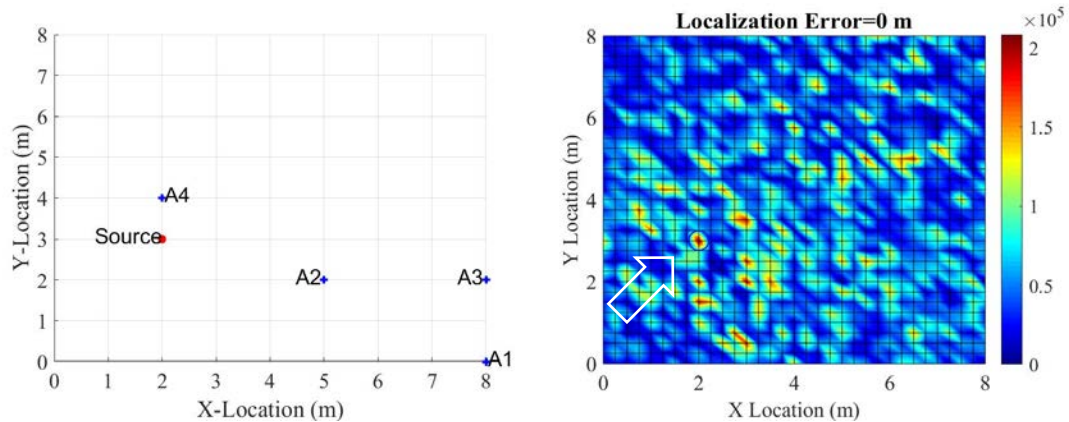 8
7
6
5
4
3
2
1
0
Y-Location (m)
A4
Source
A2
A3
A1
0 1 2 3 4 5 6 7 8
X-Location (m)
Localization Error=0 m
8
6
4
2
0
Y Location (m)
0 2 4 6 8
X Location (m)
×10⁵
2
1.5
1
0.5
0